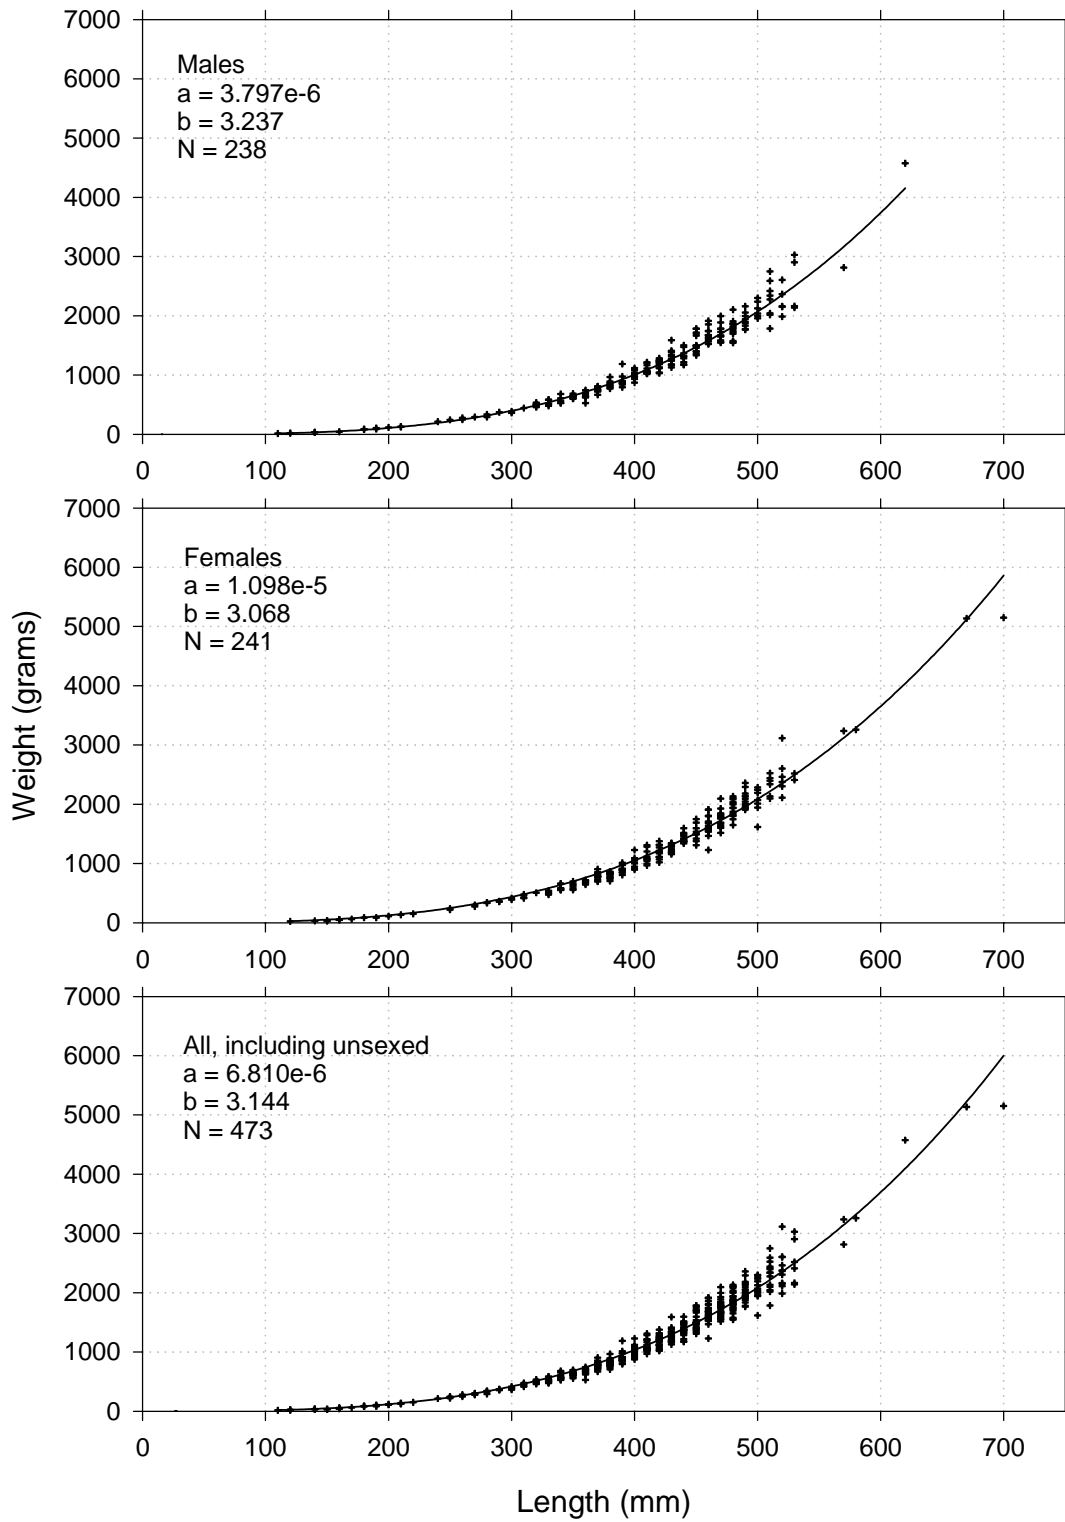 7000
6000
5000
4000
3000
2000
1000
0
Males
a = 3.797e-6
b = 3.237
N = 238
0 100 200 300 400 500 600 700
7000
6000
5000
4000
3000
2000
1000
0
Females
a = 1.098e-5
b = 3.068
N = 241
0 100 200 300 400 500 600 700
Weight (grams)
7000
6000
5000
4000
3000
2000
1000
0
All, including unsexed
a = 6.810e-6
b = 3.144
N = 473
0 100 200 300 400 500 600 700
Length (mm)